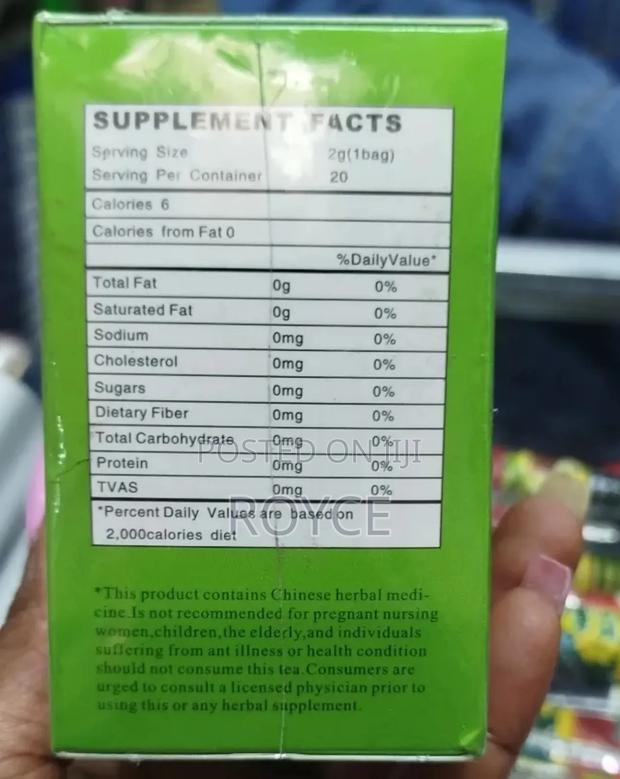 SUPPLEMENT FACTS
Serving Size 2g(1bag)
Serving Per Container 20
Calories 6
Calories from Fat 0
%DailyValue*
Total Fat 0g 0%
Saturated Fat 0g 0%
Sodium 0mg 0%
Cholesterol 0mg 0%
Sugars 0mg 0%
Dietary Fiber 0mg 0%
Total Carbohydrate 0mg 0%
Protein 0mg 0%
TVAS 0mg 0%
*Percent Daily Values are based on
2,000calories diet
POSTED ON JIJI
ROYCE
*This product contains Chinese herbal medi-
cine.Is not recommended for pregnant nursing
women,children,the elderly,and individuals
suffering from ant illness or health condition
should not consume this tea.Consumers are
urged to consult a licensed physician prior to
using this or any herbal supplement.